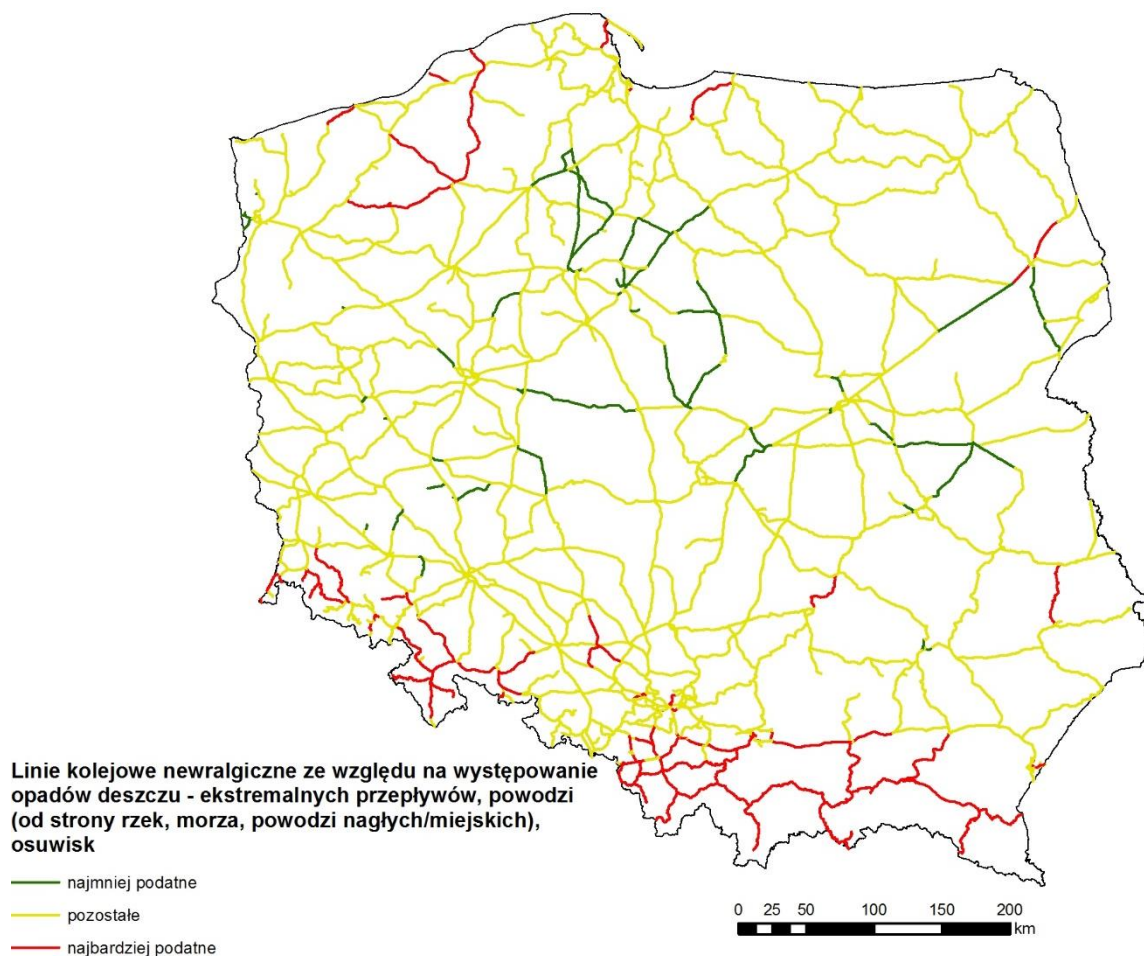 Linie kolejowe newralgiczne ze względu na występowanie
opadów deszczu - ekstremalnych przepływów, powodzi
(od strony rzek, morza, powodzi nagłych/miejskich),
osuwisk
najmniej podatne
pozostałe
najbardziej podatne
0 25 50 100 150 200
km